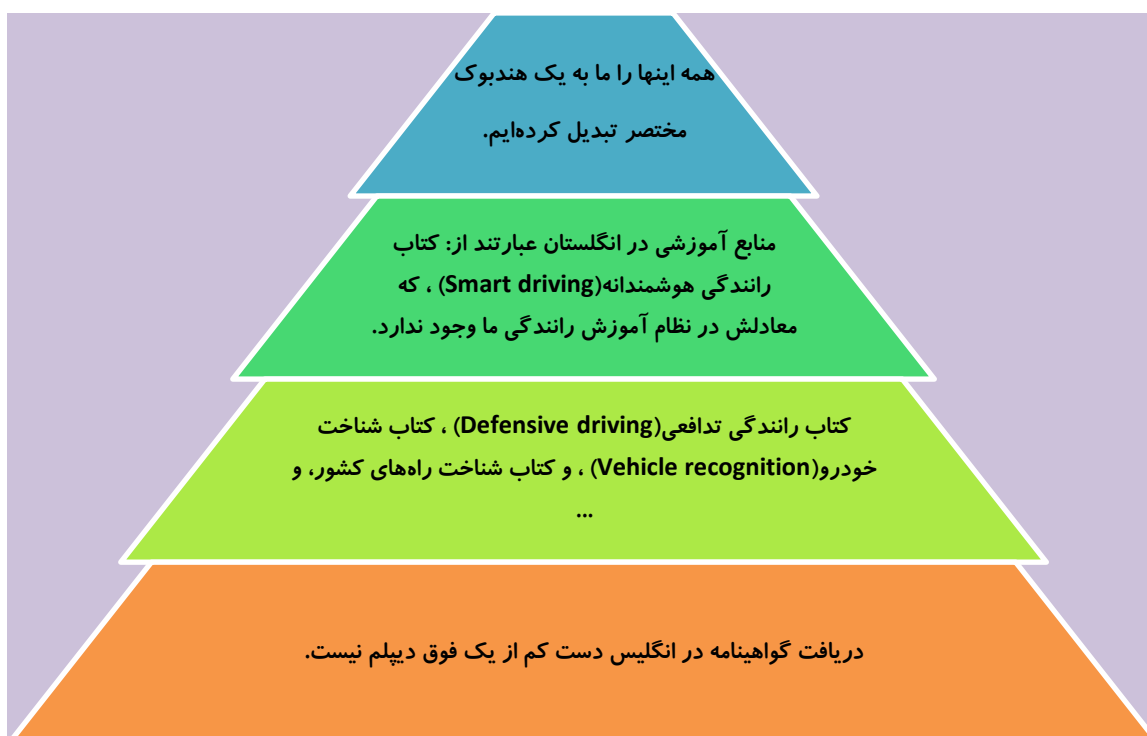 همه اینها را ما به یک هندبوک
مختصر تبدیل کرده‌ایم.
منابع آموزشی در انگلستان عبارتند از: کتاب
رانندگی هوشمندانه(Smart driving) ، که
معادلش در نظام آموزش رانندگی ما وجود ندارد.
کتاب رانندگی تدافعی(Defensive driving) ، کتاب شناخت
خودرو(Vehicle recognition) ، و کتاب شناخت راه‌های کشور، و
...
دریافت گواهینامه در انگلیس دست کم از یک فوق دیپلم نیست.